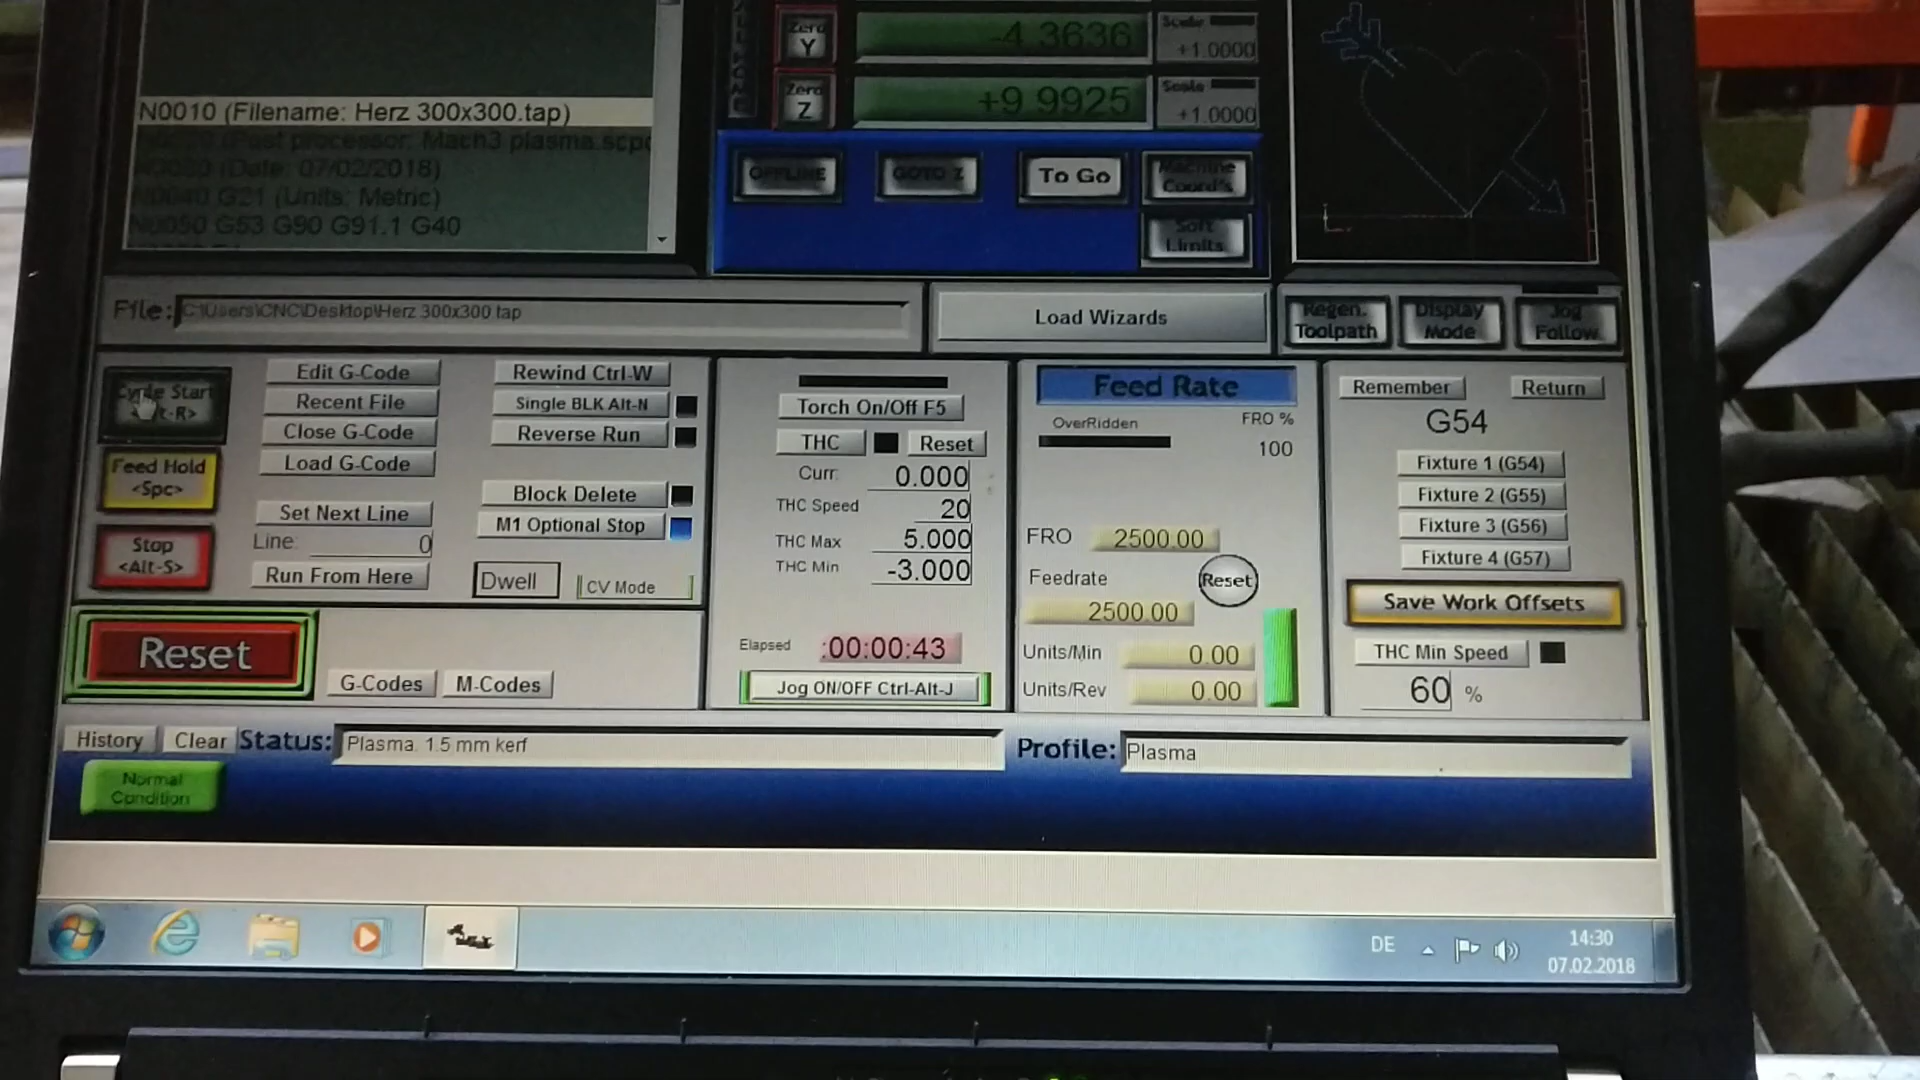 N0010 (Filename: Herz 300x300.tap)
(Post processor: Mach3 plasma.scpo
(Date: 07/02/2018)
N0040 G21 (Units: Metric)
N0050 G53 G90 G91.1 G40
Zero
Y
-4.3636
Scale
+1.0000
Zero
Z
+9.9925
Scale
+1.0000
OFFLINE
GOTO Z
To Go
Machine
Coord's
Soft
Limits
File:
C:\Users\CNC\Desktop\Herz 300x300.tap
Load Wizards
Regen.
Toolpath
Display
Mode
Jog
Follow
Cycle Start
Feed Hold
<Spc>
Stop
<Alt-S>
Edit G-Code
Recent File
Close G-Code
Load G-Code
Set Next Line
Line: 0
Run From Here
Rewind Ctrl-W
Single BLK Alt-N
Reverse Run
Block Delete
M1 Optional Stop
Dwell
CV Mode
Reset
G-Codes
M-Codes
Torch On/Off F5
THC
Reset
Curr. 0.000
THC Speed 20
THC Max 5.000
THC Min -3.000
Elapsed :00:00:43
Jog ON/OFF Ctrl-Alt-J
Feed Rate
OverRidden
FRO %
100
FRO 2500.00
Feedrate
2500.00
Reset
Units/Min 0.00
Units/Rev 0.00
Remember
Return
G54
Fixture 1 (G54)
Fixture 2 (G55)
Fixture 3 (G56)
Fixture 4 (G57)
Save Work Offsets
THC Min Speed
60 %
History
Clear
Status:
Plasma. 1.5 mm kerf
Profile:
Plasma
Normal
Condition
DE
14:30
07.02.2018